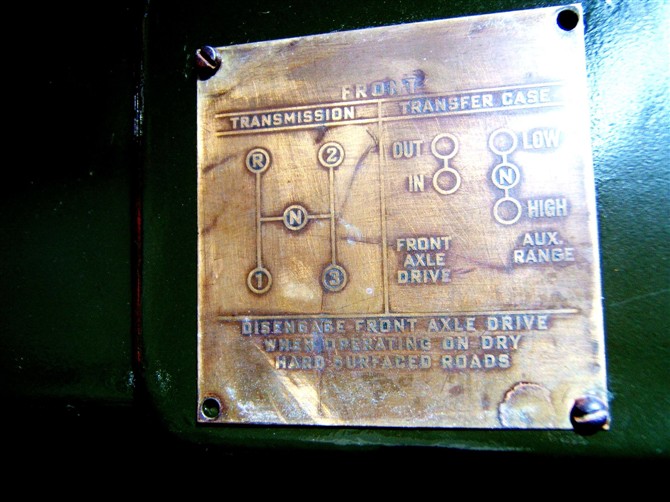 FRONT
TRANSMISSION
TRANSFER CASE
R 2
N
1 3
OUT
IN
FRONT
AXLE
DRIVE
LOW
N
HIGH
AUX.
RANGE
DISENGAGE FRONT AXLE DRIVE
WHEN OPERATING ON DRY
HARD SURFACED ROADS